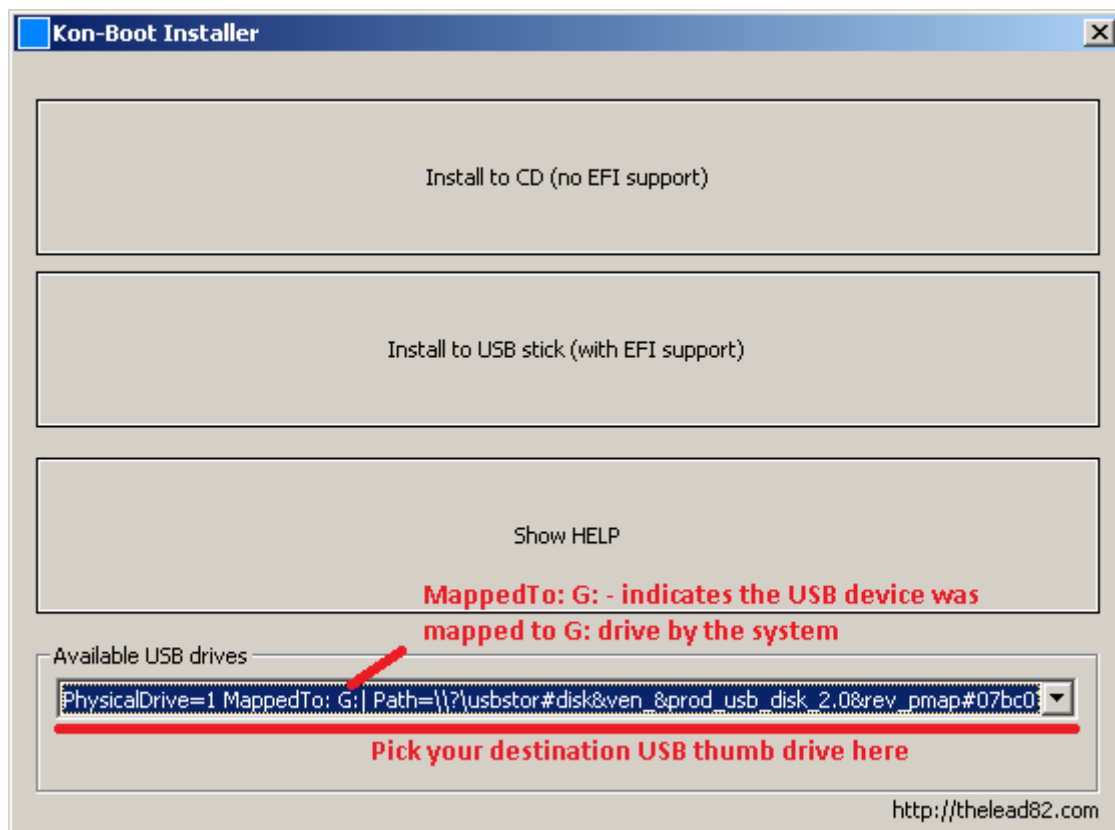 Kon-Boot Installer
Install to CD (no EFI support)
Install to USB stick (with EFI support)
Show HELP
MappedTo: G: - indicates the USB device was
mapped to G: drive by the system
Available USB drives
PhysicalDrive=1 MappedTo: G:| Path=\\?\usbstor#disk&ven_&prod_usb_disk_2.0&rev_pmap#07bc0
Pick your destination USB thumb drive here
http://thelead82.com